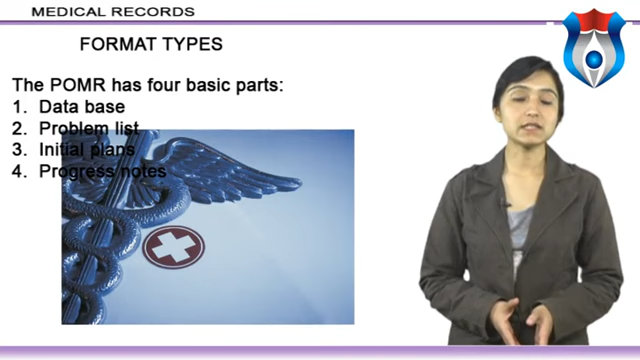 MEDICAL RECORDS
FORMAT TYPES
The POMR has four basic parts:
1. Data base
2. Problem list
3. Initial plans
4. Progress notes